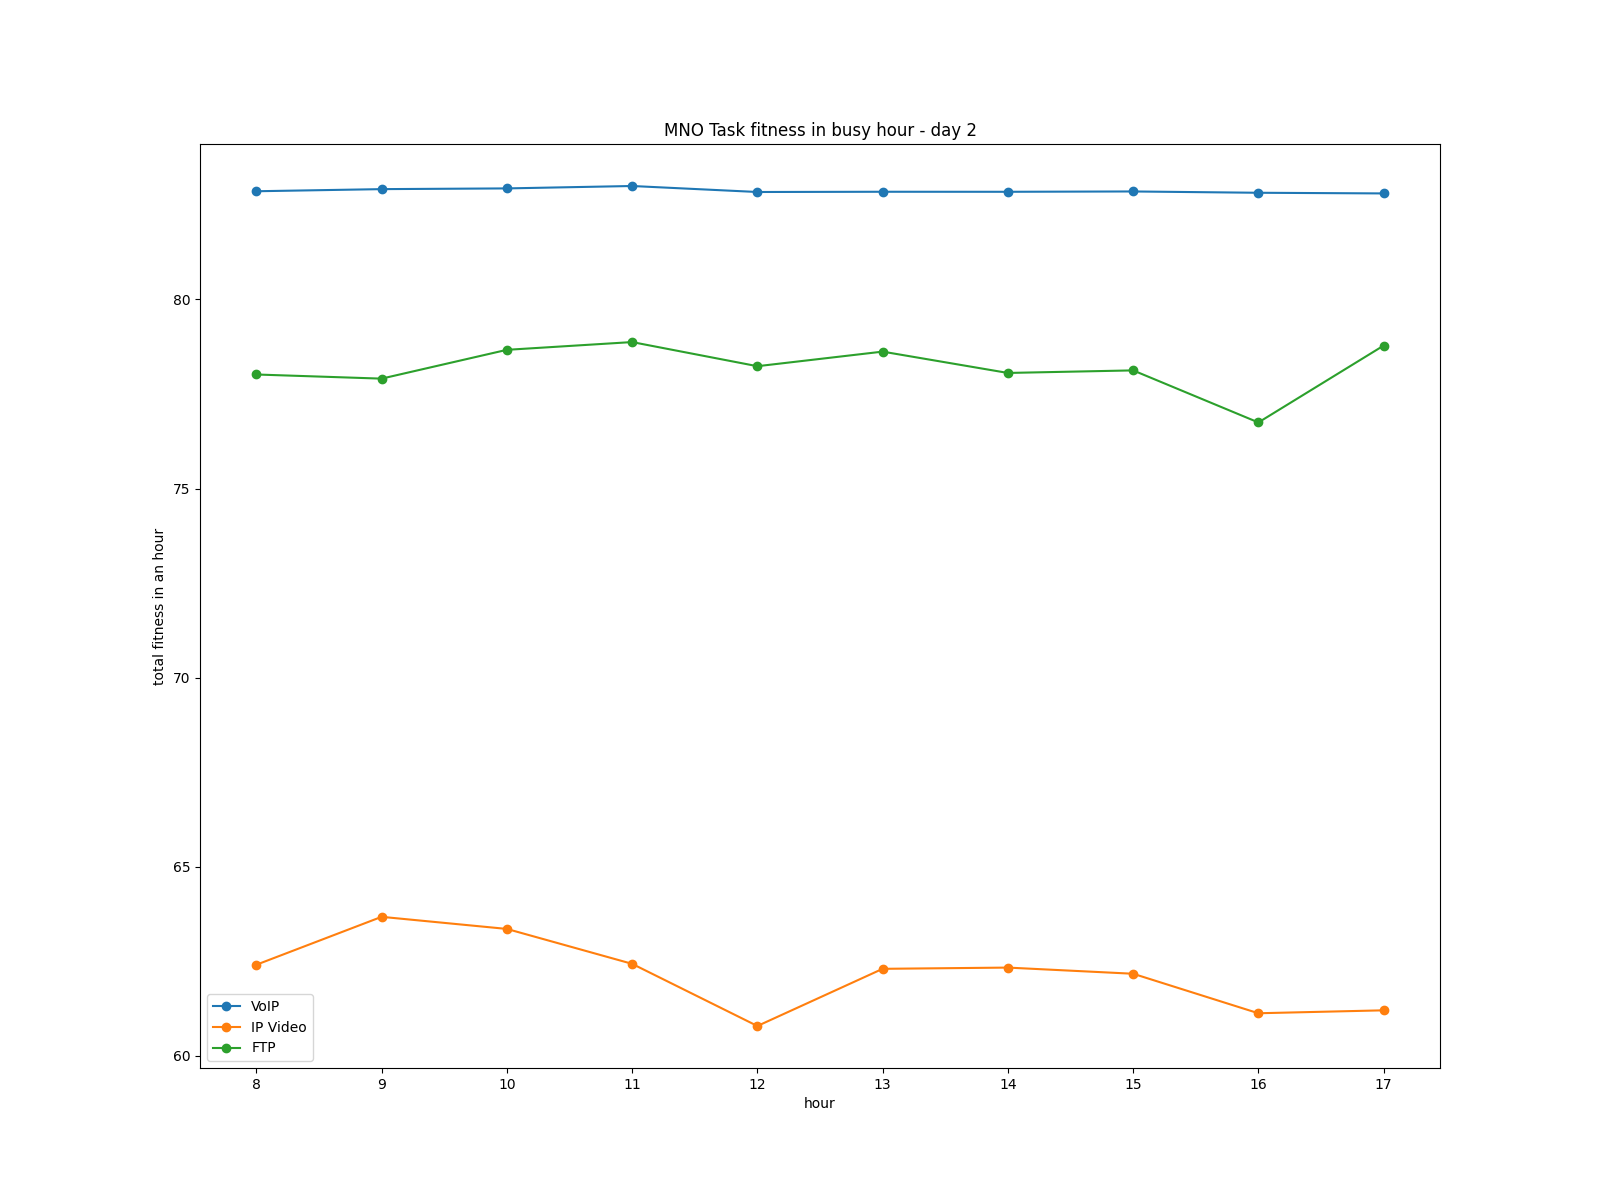 MNO Task fitness in busy hour - day 2
total fitness in an hour
80
75
70
65
60
VoIP
IP Video
FTP
8 9 10 11 12 13 14 15 16 17
hour